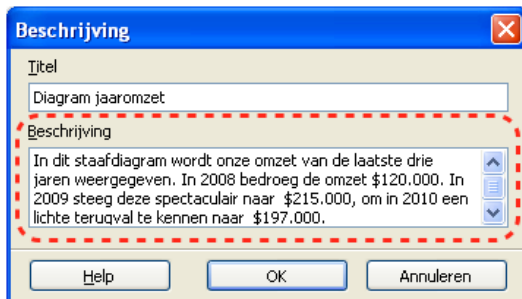 Beschrijving
Titel
Diagram jaaromzet
Beschrijving
In dit staafdiagram wordt onze omzet van de laatste drie
jaren weergegeven. In 2008 bedroeg de omzet $120.000. In
2009 steeg deze spectaculair naar  $215.000, om in 2010 een
lichte terugval te kennen naar  $197.000.
Help
OK
Annuleren